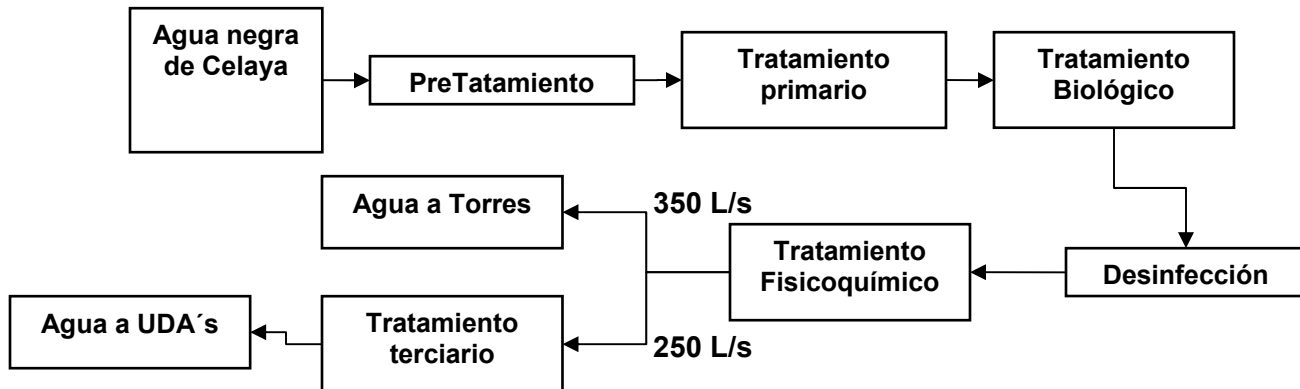 Agua negra
de Celaya
PreTatamiento
Tratamiento
primario
Tratamiento
Biológico
Desinfección
Tratamiento
Fisicoquímico
350 L/s
Agua a Torres
250 L/s
Tratamiento
terciario
Agua a UDA´s